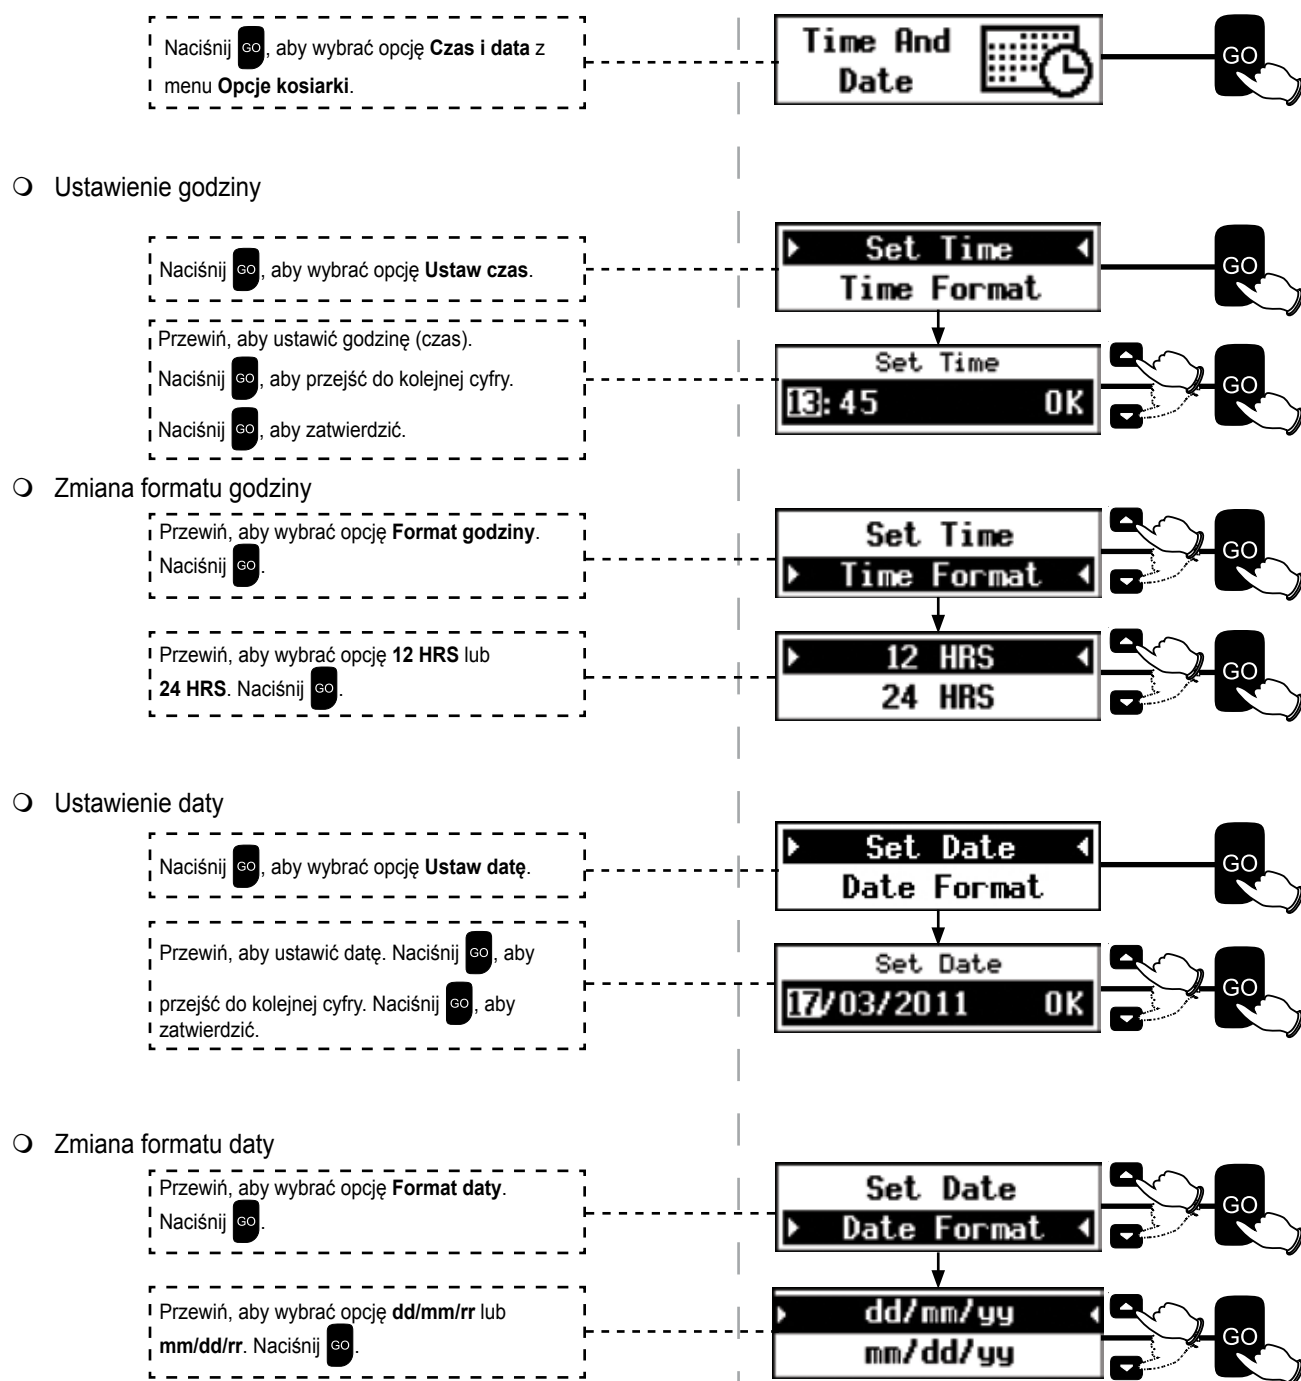 Naciśnij GO, aby wybrać opcję Czas i data z
menu Opcje kosiarki.
Time And
Date
GO
Ustawienie godziny
Naciśnij GO, aby wybrać opcję Ustaw czas.
Set Time
Time Format
GO
Przewiń, aby ustawić godzinę (czas).
Naciśnij GO, aby przejść do kolejnej cyfry.
Naciśnij GO, aby zatwierdzić.
Set Time
13:45 OK
GO
Zmiana formatu godziny
Przewiń, aby wybrać opcję Format godziny.
Naciśnij GO.
Set Time
Time Format
GO
Przewiń, aby wybrać opcję 12 HRS lub
24 HRS. Naciśnij GO.
12 HRS
24 HRS
GO
Ustawienie daty
Naciśnij GO, aby wybrać opcję Ustaw datę.
Set Date
Date Format
GO
Przewiń, aby ustawić datę. Naciśnij GO, aby
przejść do kolejnej cyfry. Naciśnij GO, aby
zatwierdzić.
Set Date
17/03/2011 OK
GO
Zmiana formatu daty
Przewiń, aby wybrać opcję Format daty.
Naciśnij GO.
Set Date
Date Format
GO
Przewiń, aby wybrać opcję dd/mm/rr lub
mm/dd/rr. Naciśnij GO.
dd/mm/yy
mm/dd/yy
GO